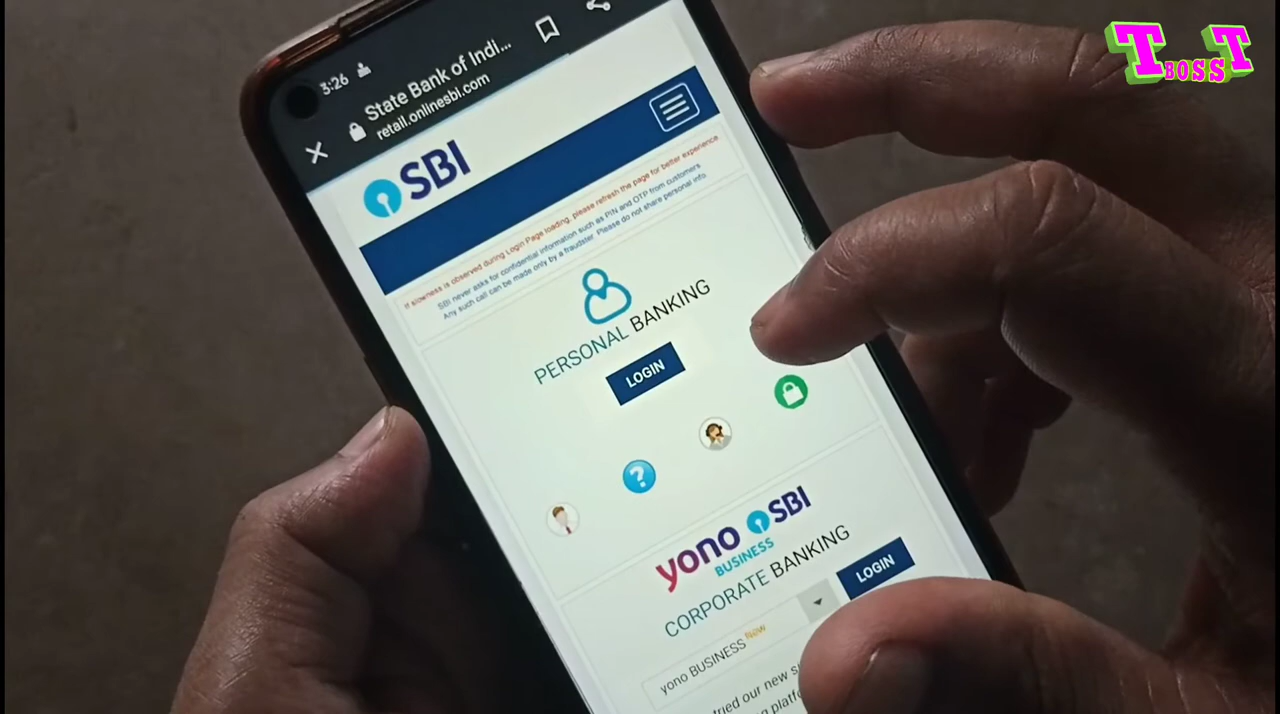 T BOSS T
3:26
State Bank of Indi...
retail.onlinesbi.com
SBI
If slowness is observed during Login Page loading, please refresh the page for better experience
SBI never asks for confidential information such as PIN and OTP from customers
Any such call can be made only by a fraudster. Please do not share personal info.
PERSONAL BANKING
LOGIN
?
yono SBI
BUSINESS
CORPORATE BANKING
yono BUSINESS Now
LOGIN
tried our new